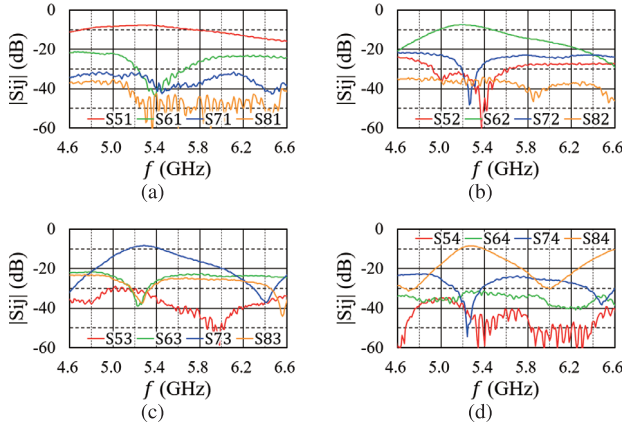 0
-20
-40
-60
|Sij| (dB)
S51 S61 S71 S81
4.6 5.0 5.4 5.8 6.2 6.6
f (GHz)
(a)
0
-20
-40
-60
|Sij| (dB)
S52 S62 S72 S82
4.6 5.0 5.4 5.8 6.2 6.6
f (GHz)
(b)
0
-20
-40
-60
|Sij| (dB)
S53 S63 S73 S83
4.6 5.0 5.4 5.8 6.2 6.6
f (GHz)
(c)
S54 S64 S74 S84
0
-20
-40
-60
|Sij| (dB)
4.6 5.0 5.4 5.8 6.2 6.6
f (GHz)
(d)